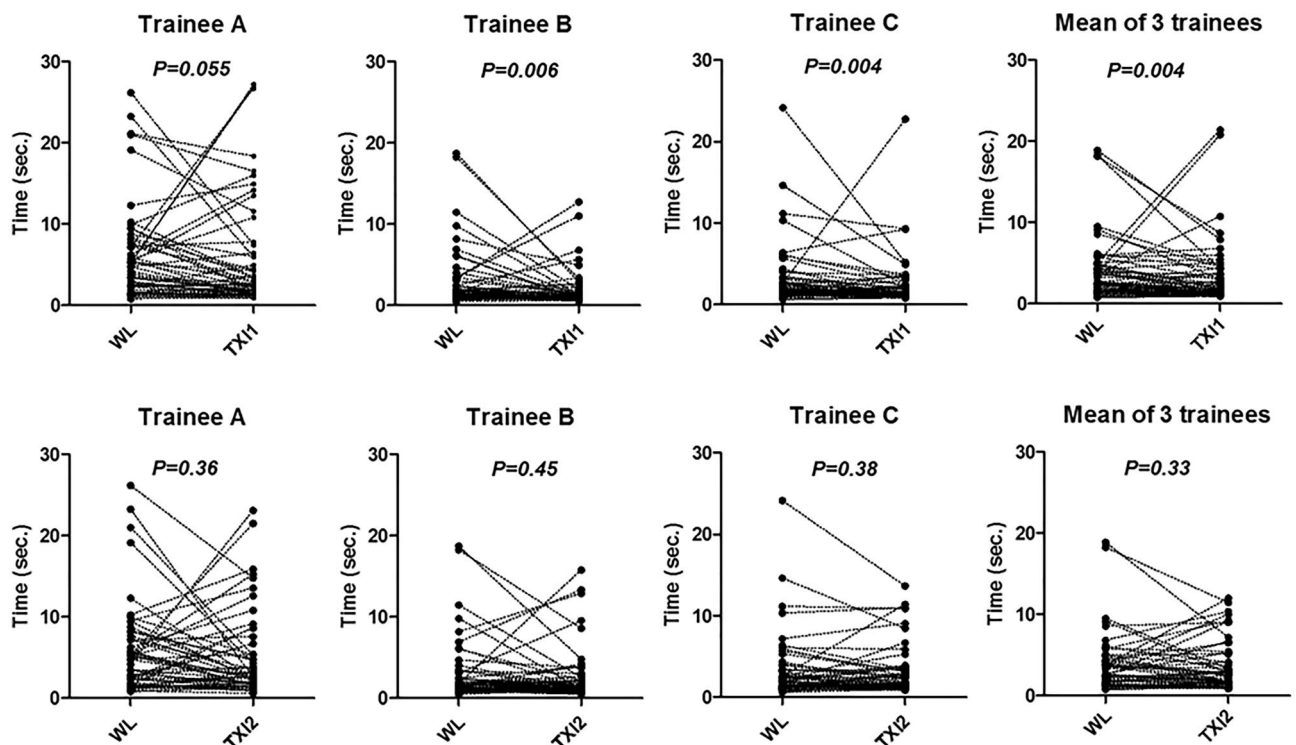 Trainee A
Trainee B
Trainee C
Mean of 3 trainees
P=0.055
P=0.006
P=0.004
P=0.004
Time (sec.)
30
20
10
0
WL
TXI1
Time (sec.)
30
20
10
0
WL
TXI1
Time (sec.)
30
20
10
0
WL
TXI1
Time (sec.)
30
20
10
0
WL
TXI1
Trainee A
Trainee B
Trainee C
Mean of 3 trainees
P=0.36
P=0.45
P=0.38
P=0.33
Time (sec.)
30
20
10
0
WL
TXI2
Time (sec.)
30
20
10
0
WL
TXI2
Time (sec.)
30
20
10
0
WL
TXI2
Time (sec.)
30
20
10
0
WL
TXI2